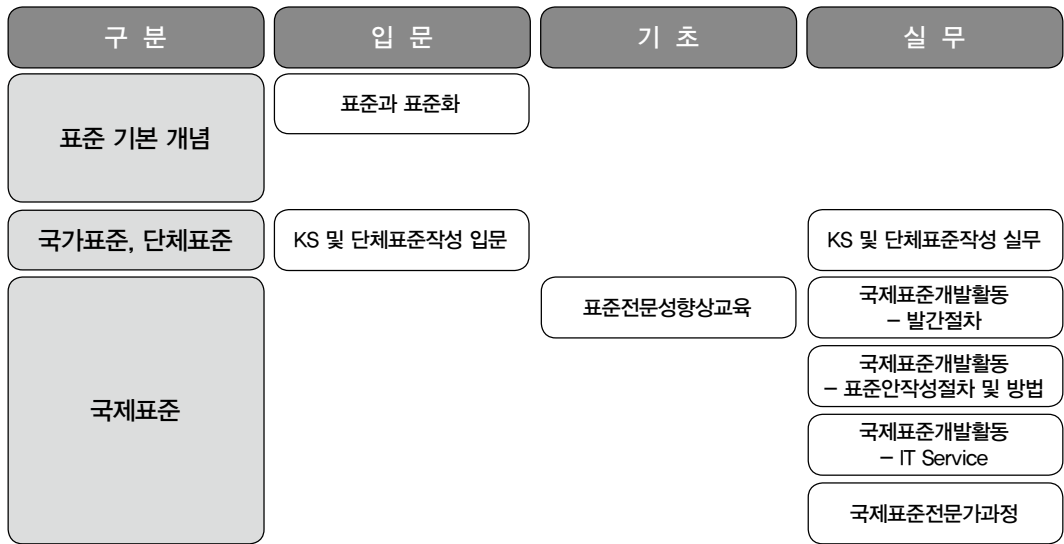 구 분
입 문
기 초
실 무
표준 기본 개념
표준과 표준화
국가표준, 단체표준
KS 및 단체표준작성 입문
KS 및 단체표준작성 실무
국제표준
표준전문성향상교육
국제표준개발활동
– 발간절차
국제표준개발활동
– 표준안작성절차 및 방법
국제표준개발활동
– IT Service
국제표준전문가과정